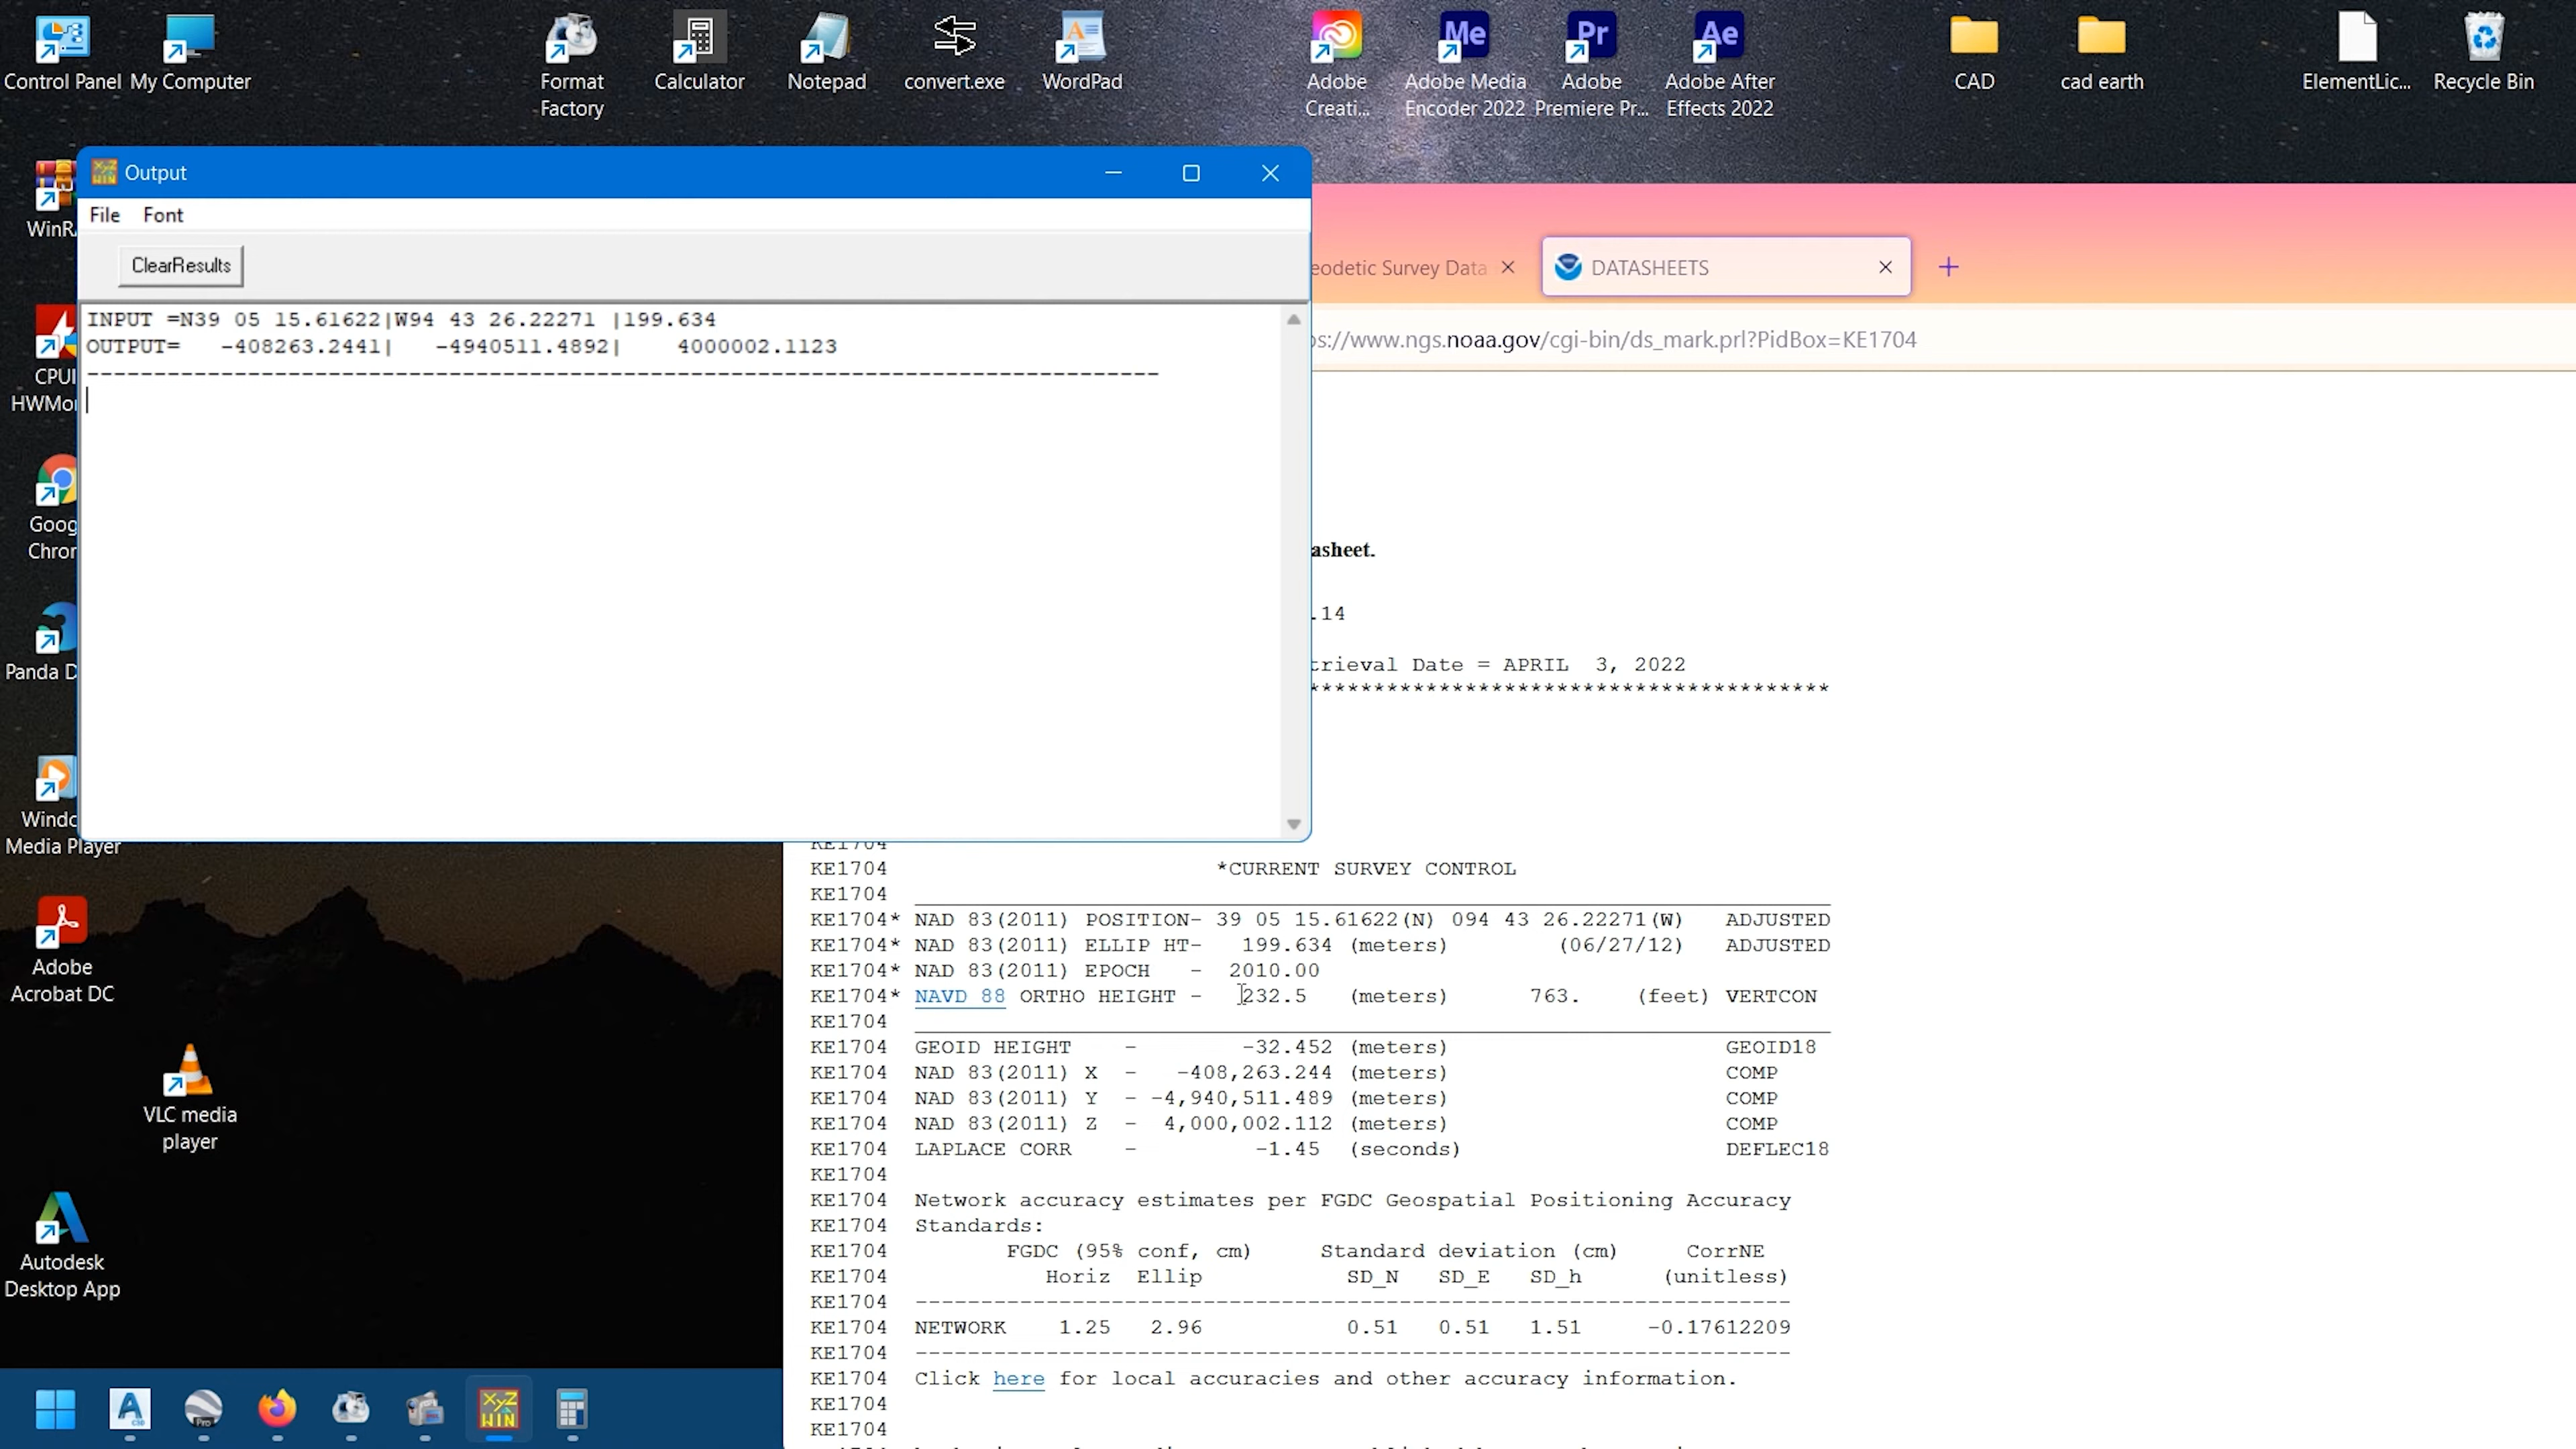 Control Panel
My Computer
Format Factory
Calculator
Notepad
convert.exe
WordPad
Adobe Creati...
Adobe Media Encoder 2022
Adobe Premiere Pr...
Adobe After Effects 2022
CAD
cad earth
ElementLic...
Recycle Bin
Output
File Font
ClearResults
INPUT =N39 05 15.61622|W94 43 26.22271 |199.634
OUTPUT= -408263.2441| -4940511.4892| 4000002.1123
--------------------------------------------------------------------------------
eodetic Survey Data
DATASHEETS
ps://www.ngs.noaa.gov/cgi-bin/ds_mark.prl?PidBox=KE1704
asheet.
.14
trieval Date = APRIL 3, 2022
****************************************
KE1704
KE1704 *CURRENT SURVEY CONTROL
KE1704
KE1704* NAD 83(2011) POSITION- 39 05 15.61622(N) 094 43 26.22271(W) ADJUSTED
KE1704* NAD 83(2011) ELLIP HT- 199.634 (meters) (06/27/12) ADJUSTED
KE1704* NAD 83(2011) EPOCH - 2010.00
KE1704* NAVD 88 ORTHO HEIGHT - 232.5 (meters) 763. (feet) VERTCON
KE1704
KE1704 GEOID HEIGHT - -32.452 (meters) GEOID18
KE1704 NAD 83(2011) X - -408,263.244 (meters) COMP
KE1704 NAD 83(2011) Y - -4,940,511.489 (meters) COMP
KE1704 NAD 83(2011) Z - 4,000,002.112 (meters) COMP
KE1704 LAPLACE CORR - -1.45 (seconds) DEFLEC18
KE1704
KE1704 Network accuracy estimates per FGDC Geospatial Positioning Accuracy
KE1704 Standards:
KE1704 FGDC (95% conf, cm) Standard deviation (cm) CorrNE
KE1704 Horiz Ellip SD_N SD_E SD_h (unitless)
KE1704 -------------------------------------------------------------------
KE1704 NETWORK 1.25 2.96 0.51 0.51 1.51 -0.17612209
KE1704 -------------------------------------------------------------------
KE1704 Click here for local accuracies and other accuracy information.
KE1704
KE1704
WinR
CPUI
HWMon
Goog
Chron
Panda D
Windo
Media Player
Adobe
Acrobat DC
VLC media
player
Autodesk
Desktop App
Pro
XYZ
WIN